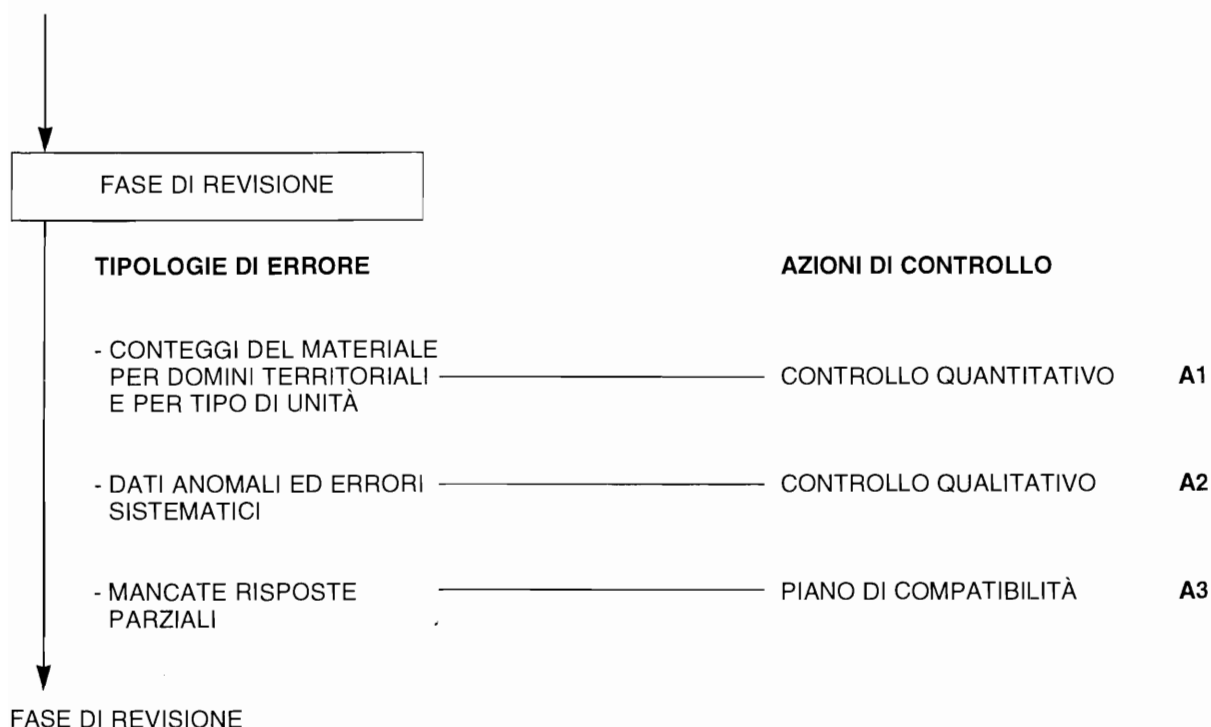 FASE DI REVISIONE
TIPOLOGIE DI ERRORE AZIONI DI CONTROLLO
- CONTEGGI DEL MATERIALE
PER DOMINI TERRITORIALI CONTROLLO QUANTITATIVO A1
E PER TIPO DI UNITÀ
- DATI ANOMALI ED ERRORI CONTROLLO QUALITATIVO A2
SISTEMATICI
- MANCATE RISPOSTE PIANO DI COMPATIBILITÀ A3
PARZIALI
FASE DI REVISIONE